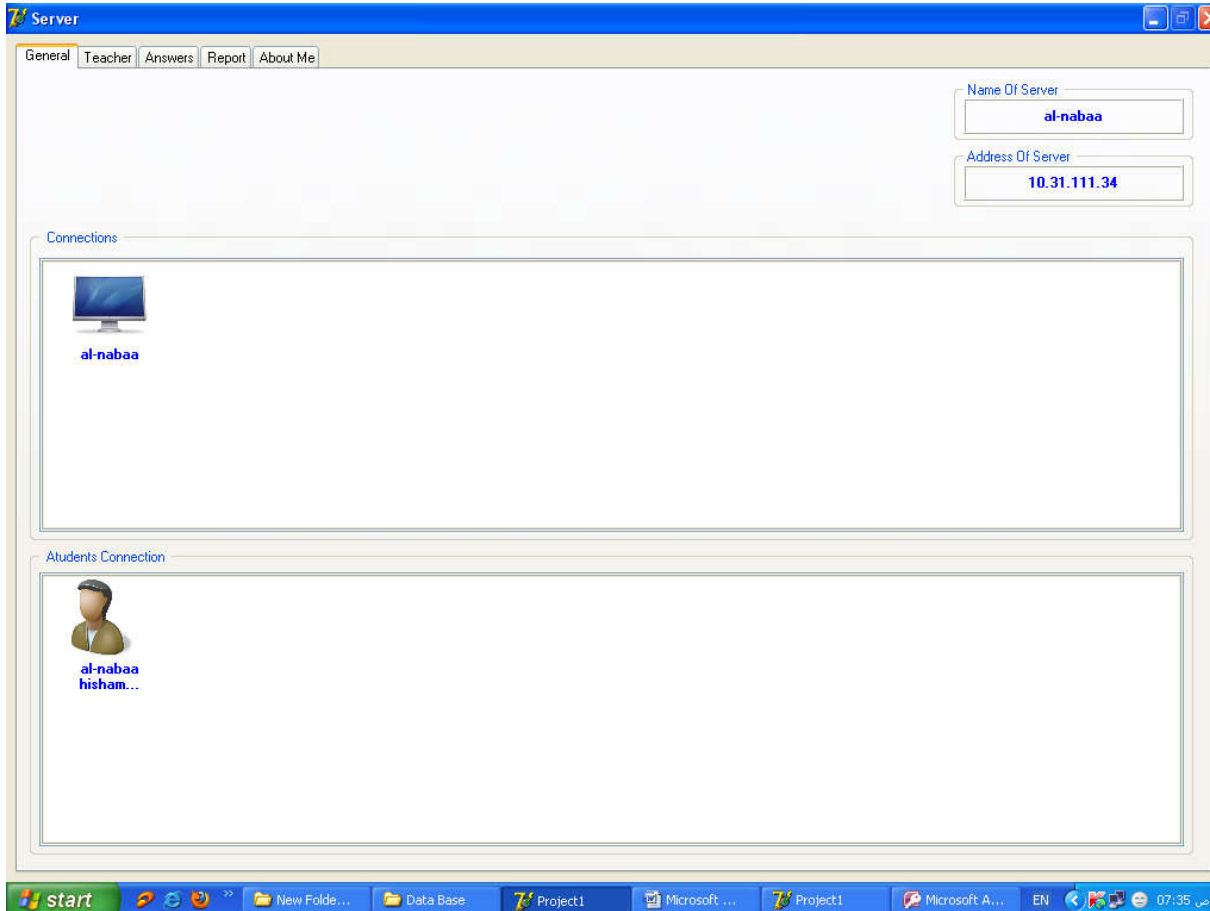 Server
General Teacher Answers Report About Me
Name Of Server
al-nabaa
Address Of Server
10.31.111.34
Connections
al-nabaa
Atudents Connection
al-nabaa
hisham...
start New Folde... Data Base Project1 Microsoft ... Project1 Microsoft A... EN 07:35 ص